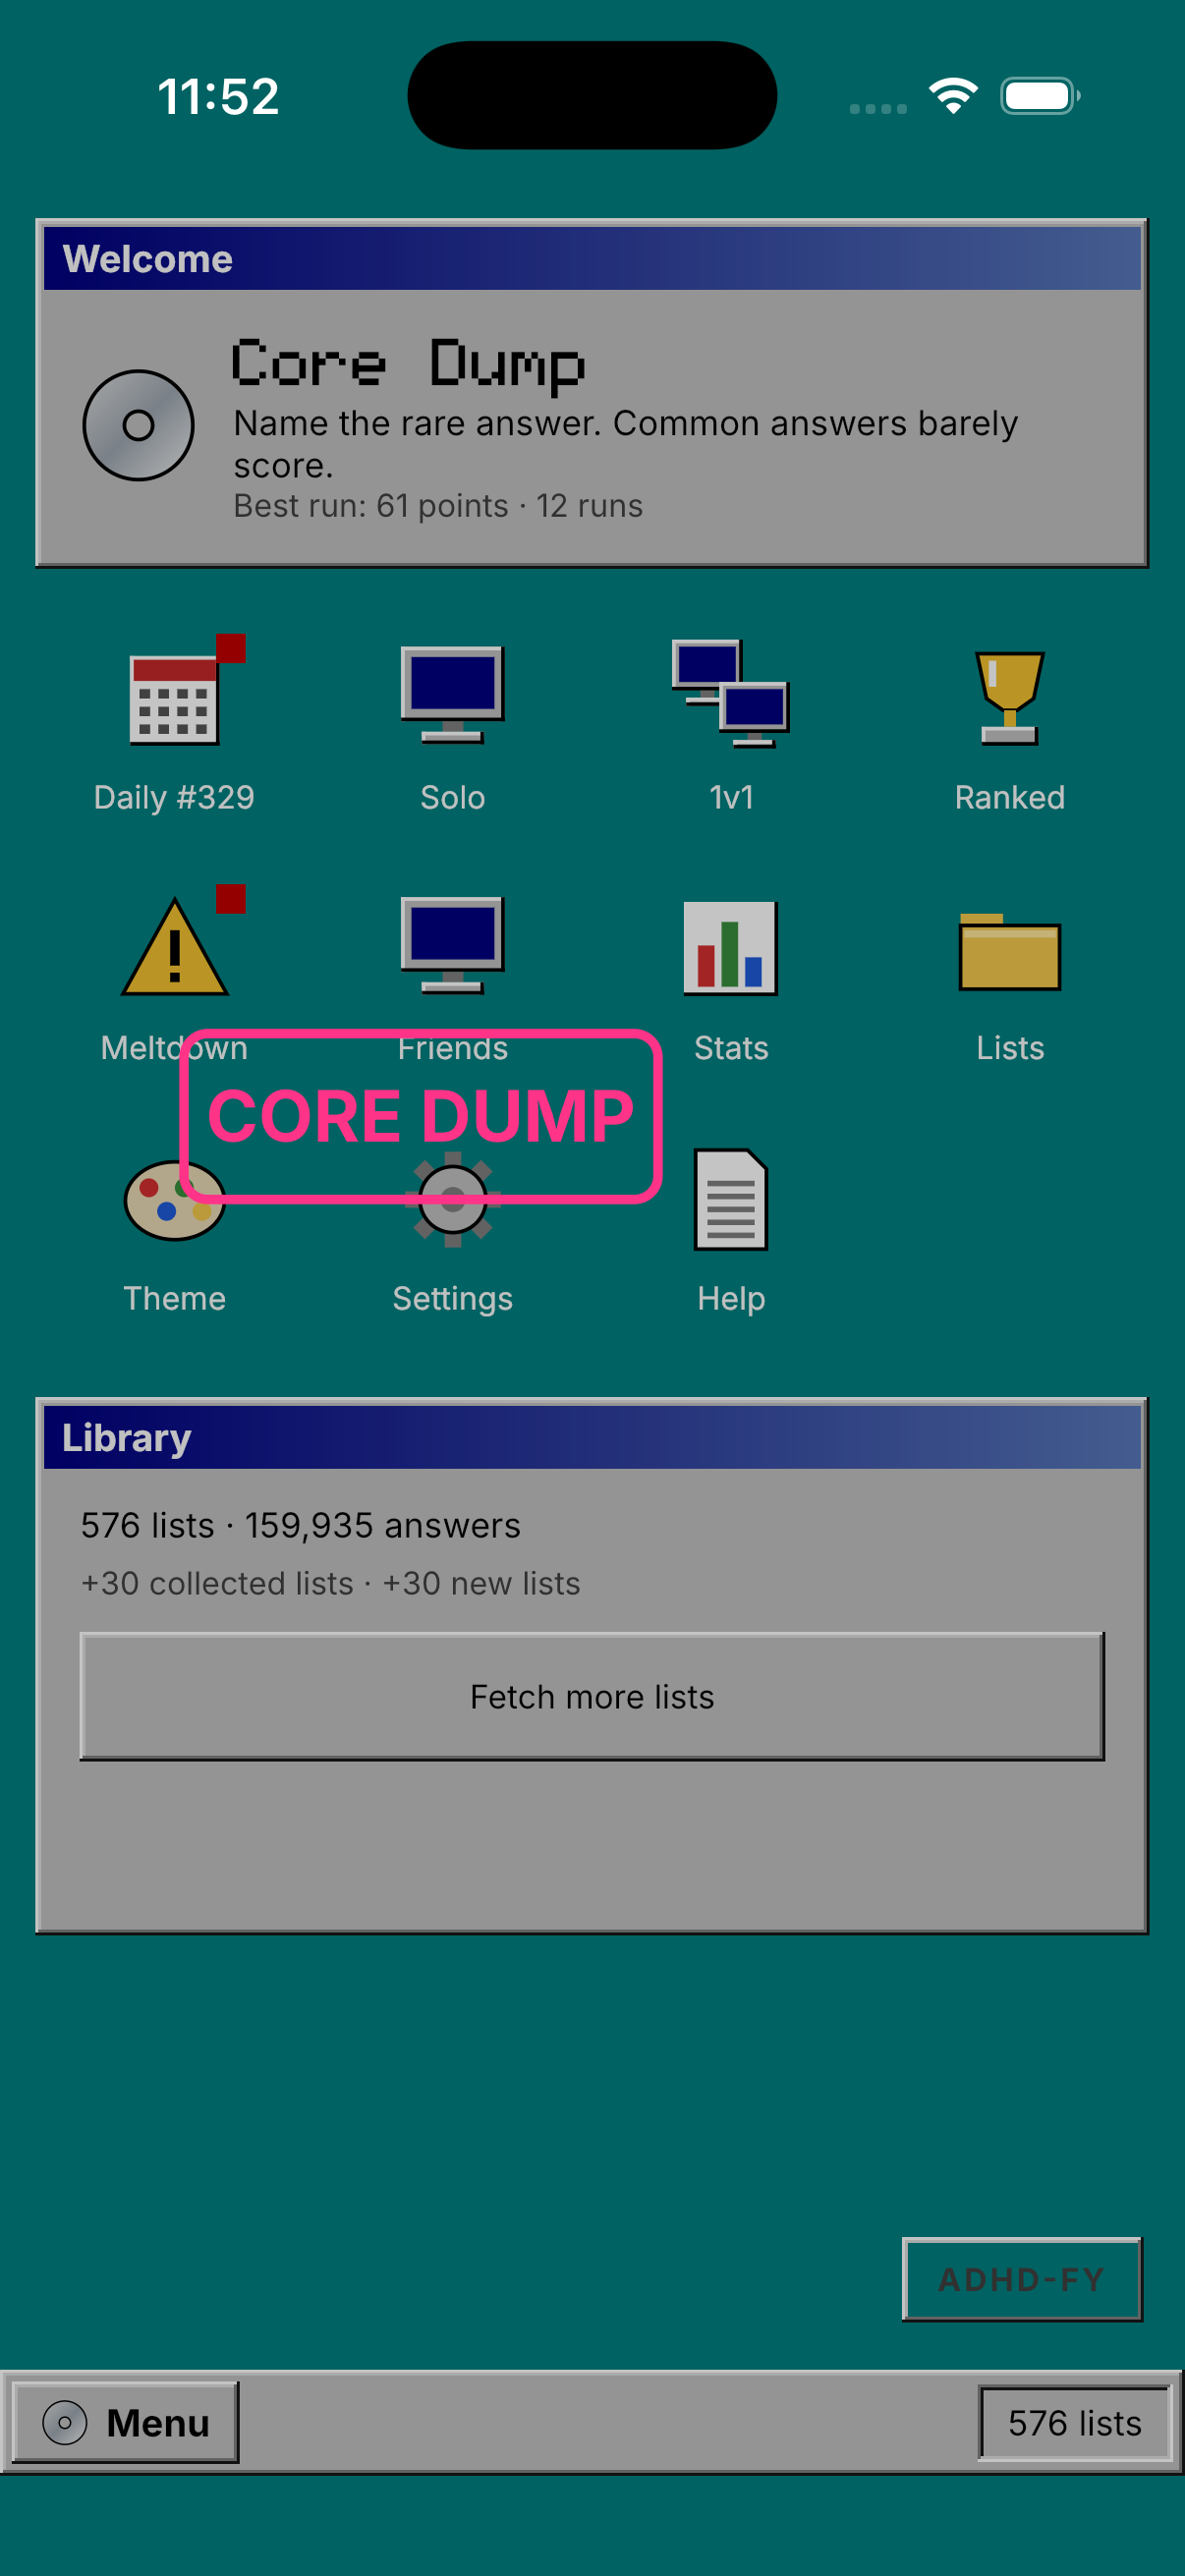 11:52
Welcome
Core Dump
Name the rare answer. Common answers barely
score.
Best run: 61 points · 12 runs
Daily #329
Solo
1v1
Ranked
Meltdown
Friends
Stats
Lists
CORE DUMP
Theme
Settings
Help
Library
576 lists · 159,935 answers
+30 collected lists · +30 new lists
Fetch more lists
ADHD-FY
Menu
576 lists